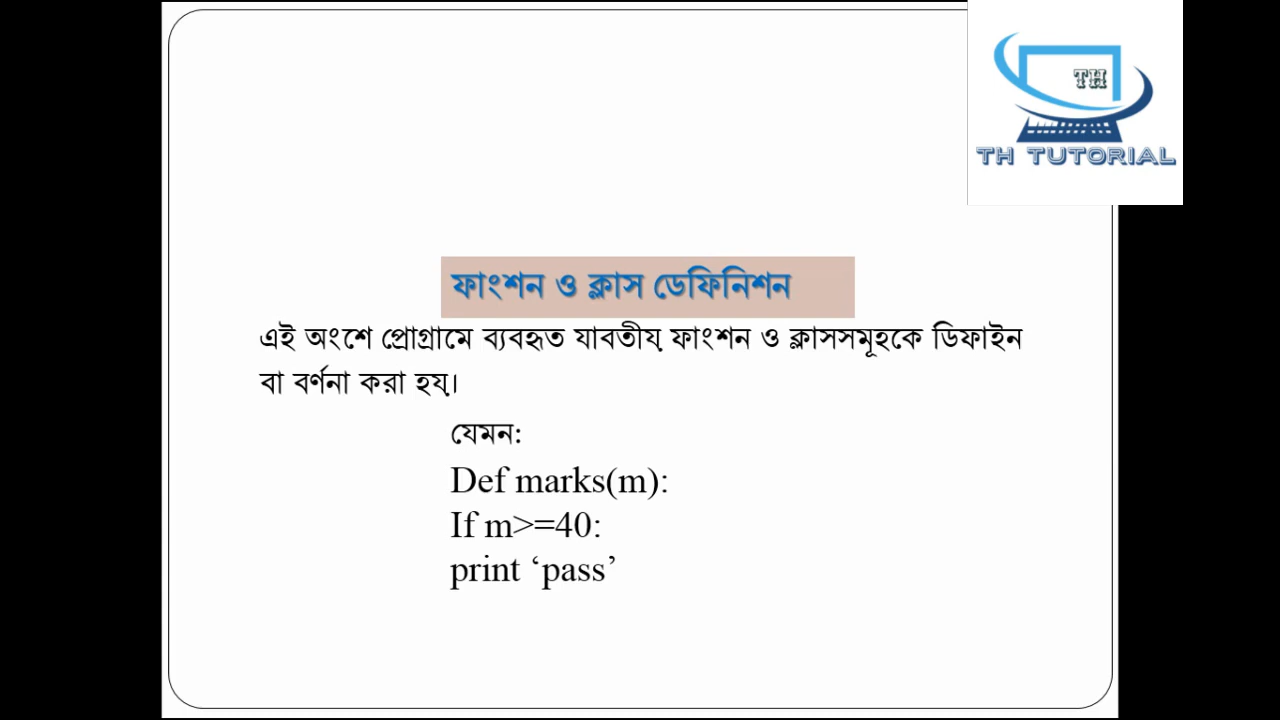 TH
TH TUTORIAL
ফাংশন ও ক্লাস ডেফিনিশন
এই অংশে প্রোগ্রামে ব্যবহৃত যাবতীয় ফাংশন ও ক্লাসসমূহকে ডিফাইন
বা বর্ণনা করা হয়।
যেমন:
Def marks(m):
If m>=40:
print ‘pass’